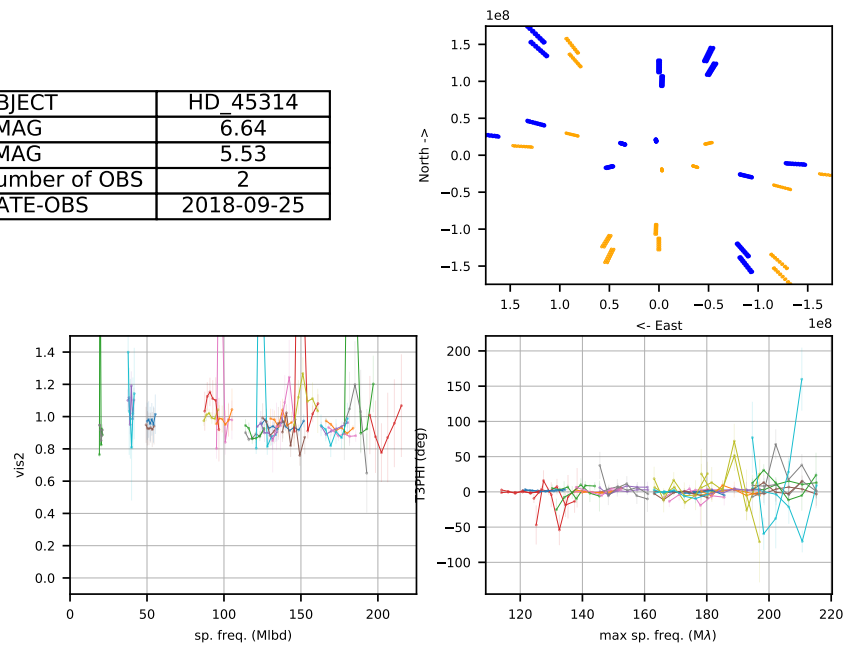 BJECT HD_45314
MAG 6.64
MAG 5.53
umber of OBS 2
ATE-OBS 2018-09-25
1e8
1.5
1.0
0.5
0.0
−0.5
−1.0
−1.5
North ->
1.5 1.0 0.5 0.0 −0.5 −1.0 −1.5
<- East
1e8
1.4
1.2
1.0
0.8
0.6
0.4
0.2
0.0
vis2
0 50 100 150 200
sp. freq. (Mlbd)
200
150
100
50
0
−50
−100
T3PHI (deg)
120 140 160 180 200 220
max sp. freq. (Mλ)